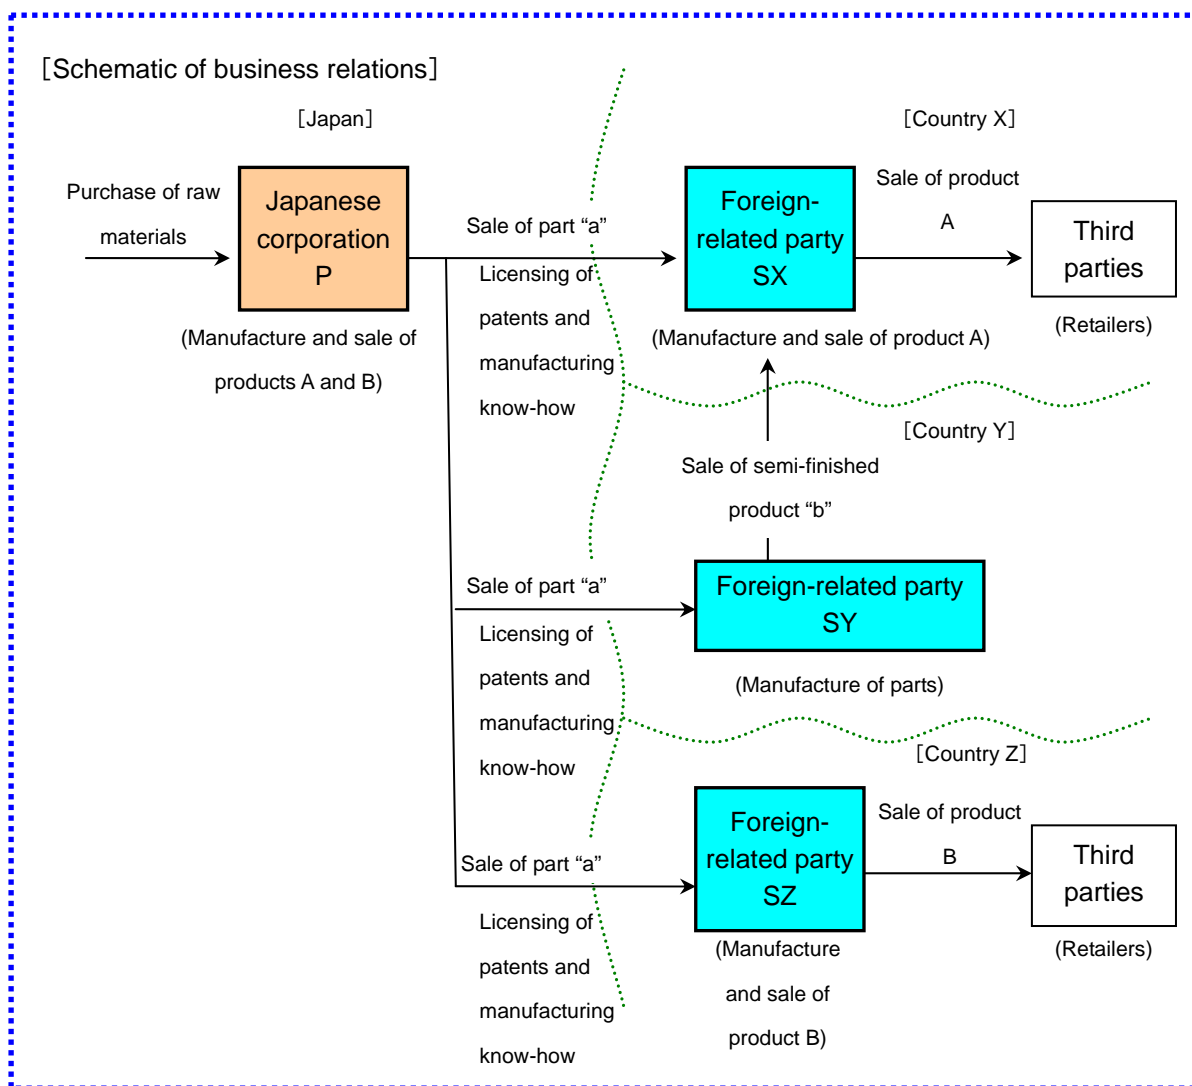 ［Schematic of business relations］
［Japan］
［Country X］
Purchase of raw
materials
Japanese
corporation
P
(Manufacture and sale of
products A and B)
Sale of part “a”
Licensing of
patents and
manufacturing
know-how
Foreign-
related party
SX
(Manufacture and sale of product A)
Sale of product
A
Third
parties
(Retailers)
［Country Y］
Sale of semi-finished
product “b”
Sale of part “a”
Licensing of
patents and
manufacturing
know-how
Foreign-related party
SY
(Manufacture of parts)
［Country Z］
Sale of part “a”
Licensing of
patents and
manufacturing
know-how
Foreign-
related party
SZ
(Manufacture
and sale of
product B)
Sale of product
B
Third
parties
(Retailers)